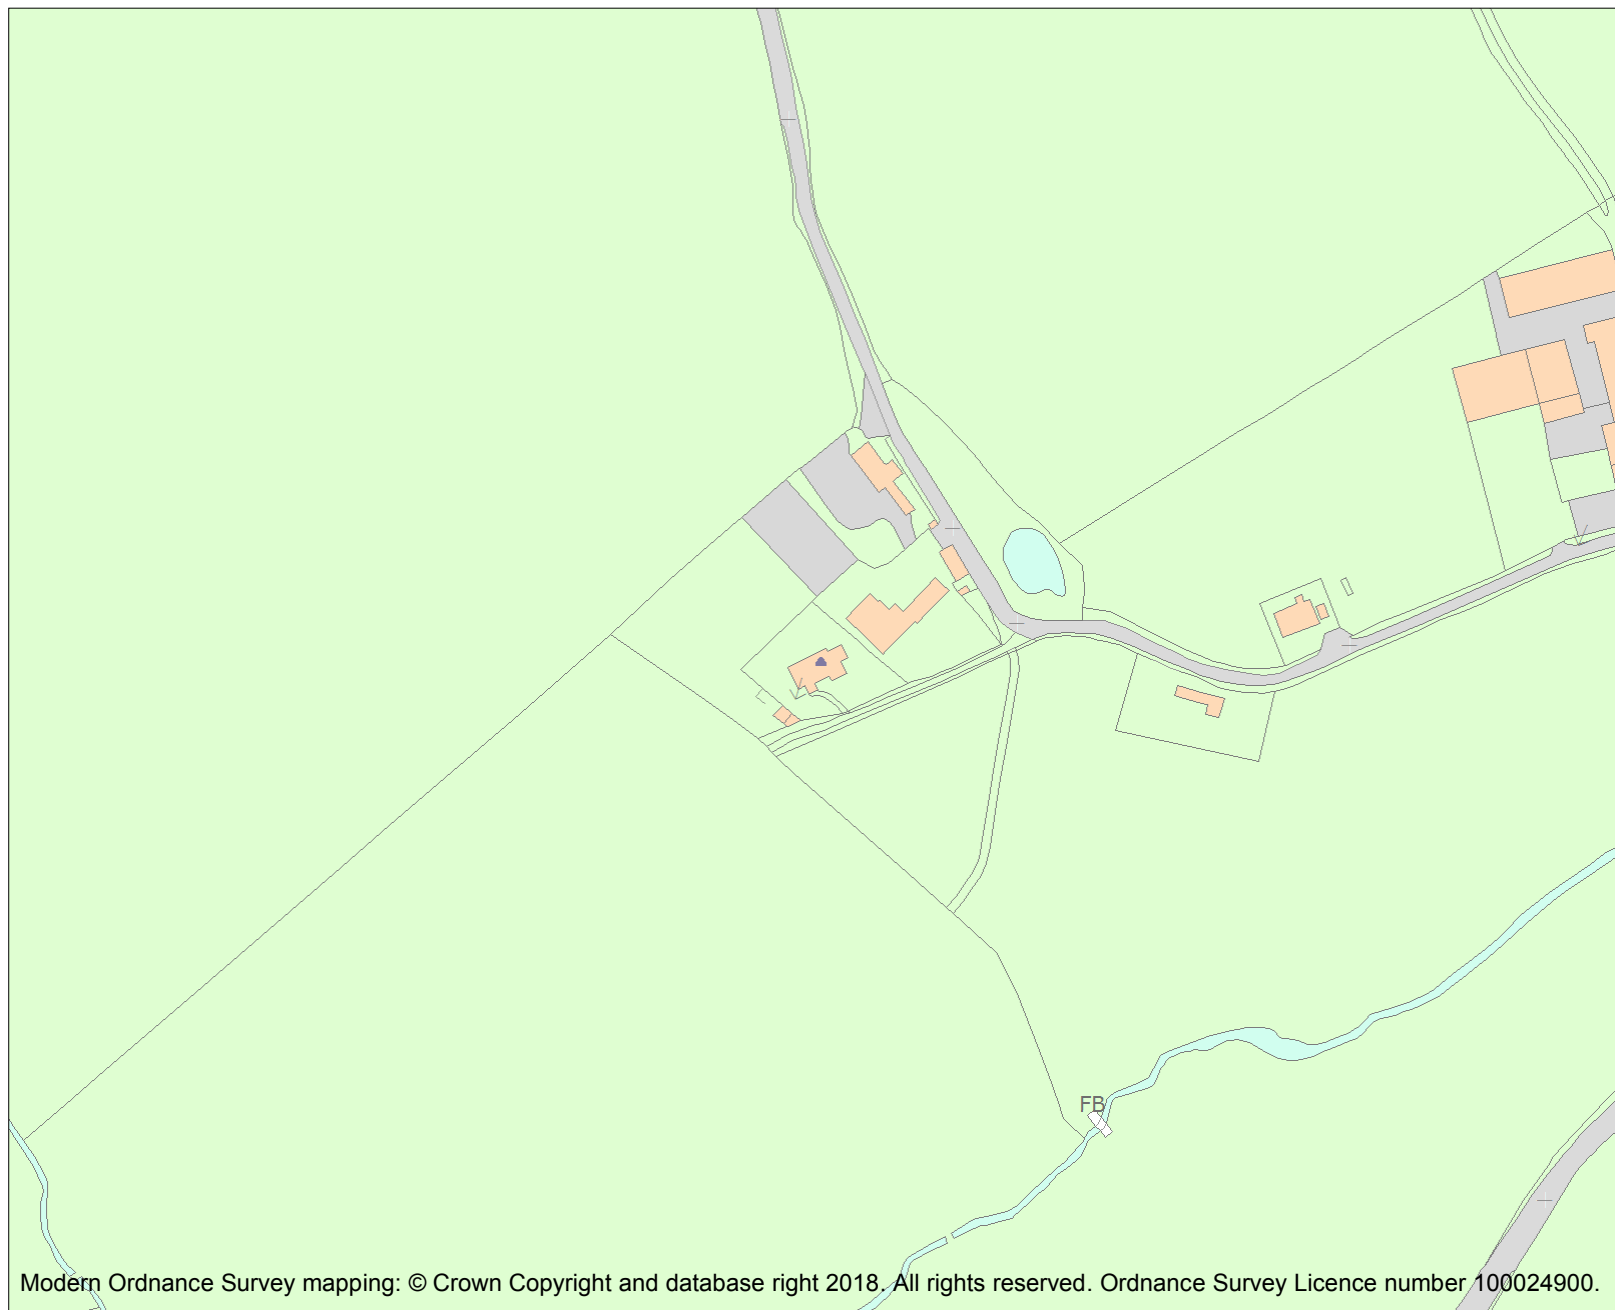 FB
Modern Ordnance Survey mapping: © Crown Copyright and database right 2018. All rights reserved. Ordnance Survey Licence number 100024900.